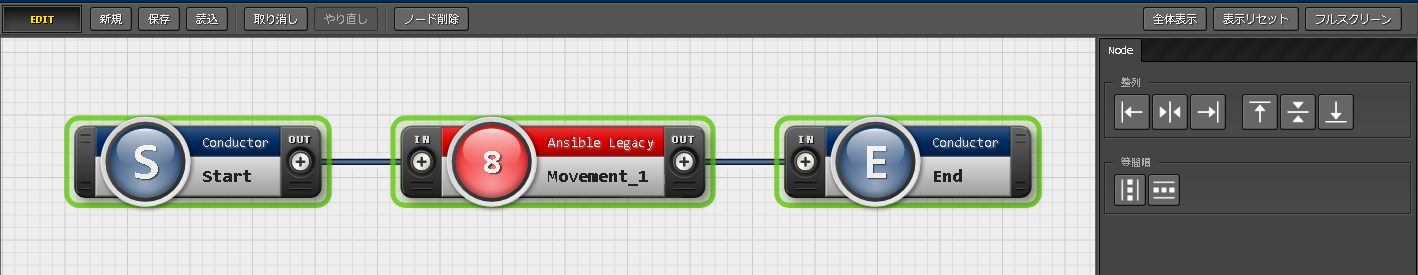 EDIT 新規 保存 読込 取り消し やり直し ノード削除 全体表示 表示リセット フルスクリーン
Node
整列
等間隔
S Conductor OUT
Start
IN 8 Ansible Legacy OUT
Movement_1
IN E Conductor
End